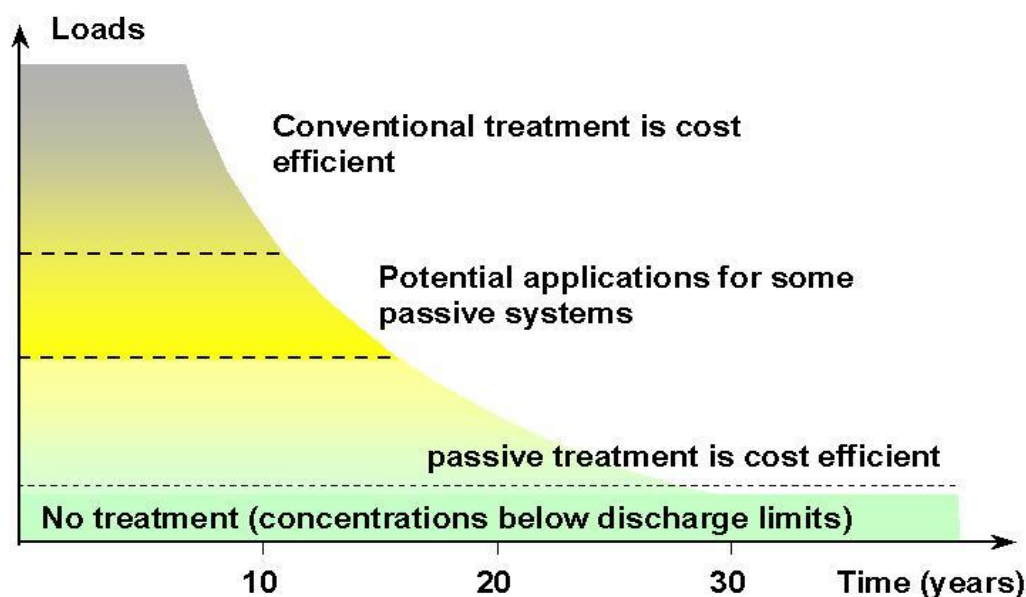 Loads
Conventional treatment is cost
efficient
Potential applications for some
passive systems
passive treatment is cost efficient
No treatment (concentrations below discharge limits)
10
20
30
Time (years)